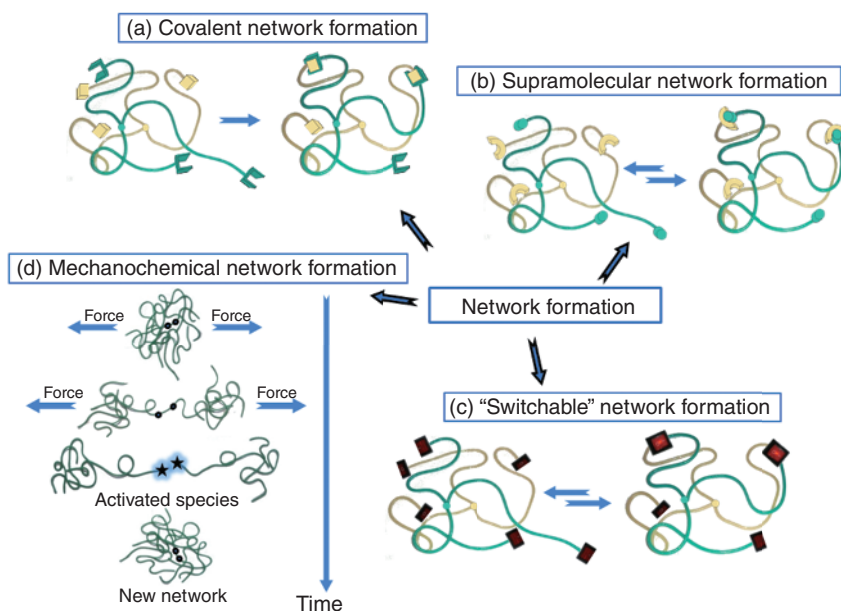 (a) Covalent network formation
(b) Supramolecular network formation
(d) Mechanochemical network formation
Force
Force
Network formation
Force
Force
(c) “Switchable” network formation
Activated species
New network
Time